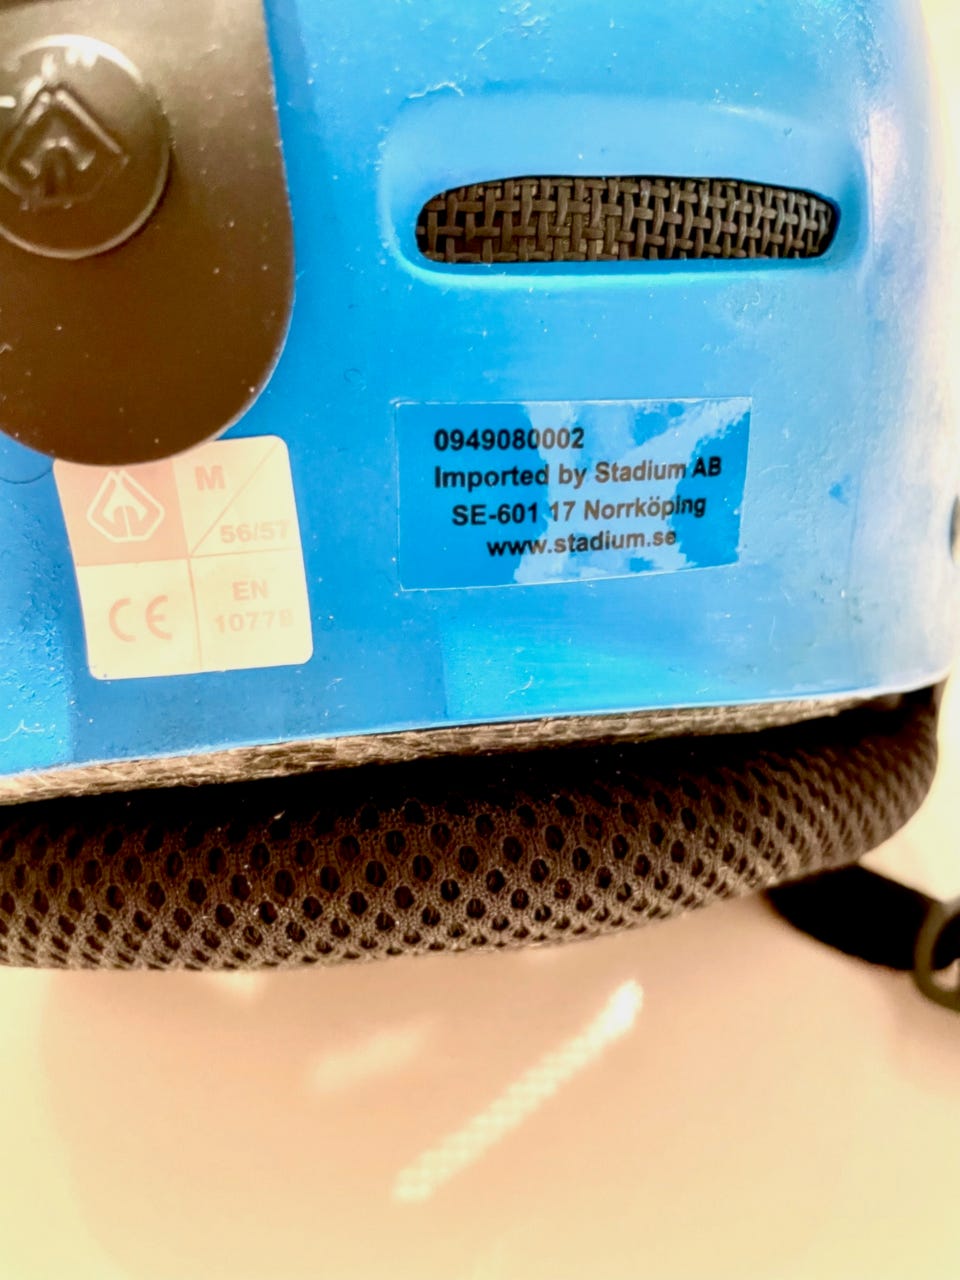 0949080002
Imported by Stadium AB
SE-601 17 Norrköping
www.stadium.se
M
56/57
CE
EN
1077B